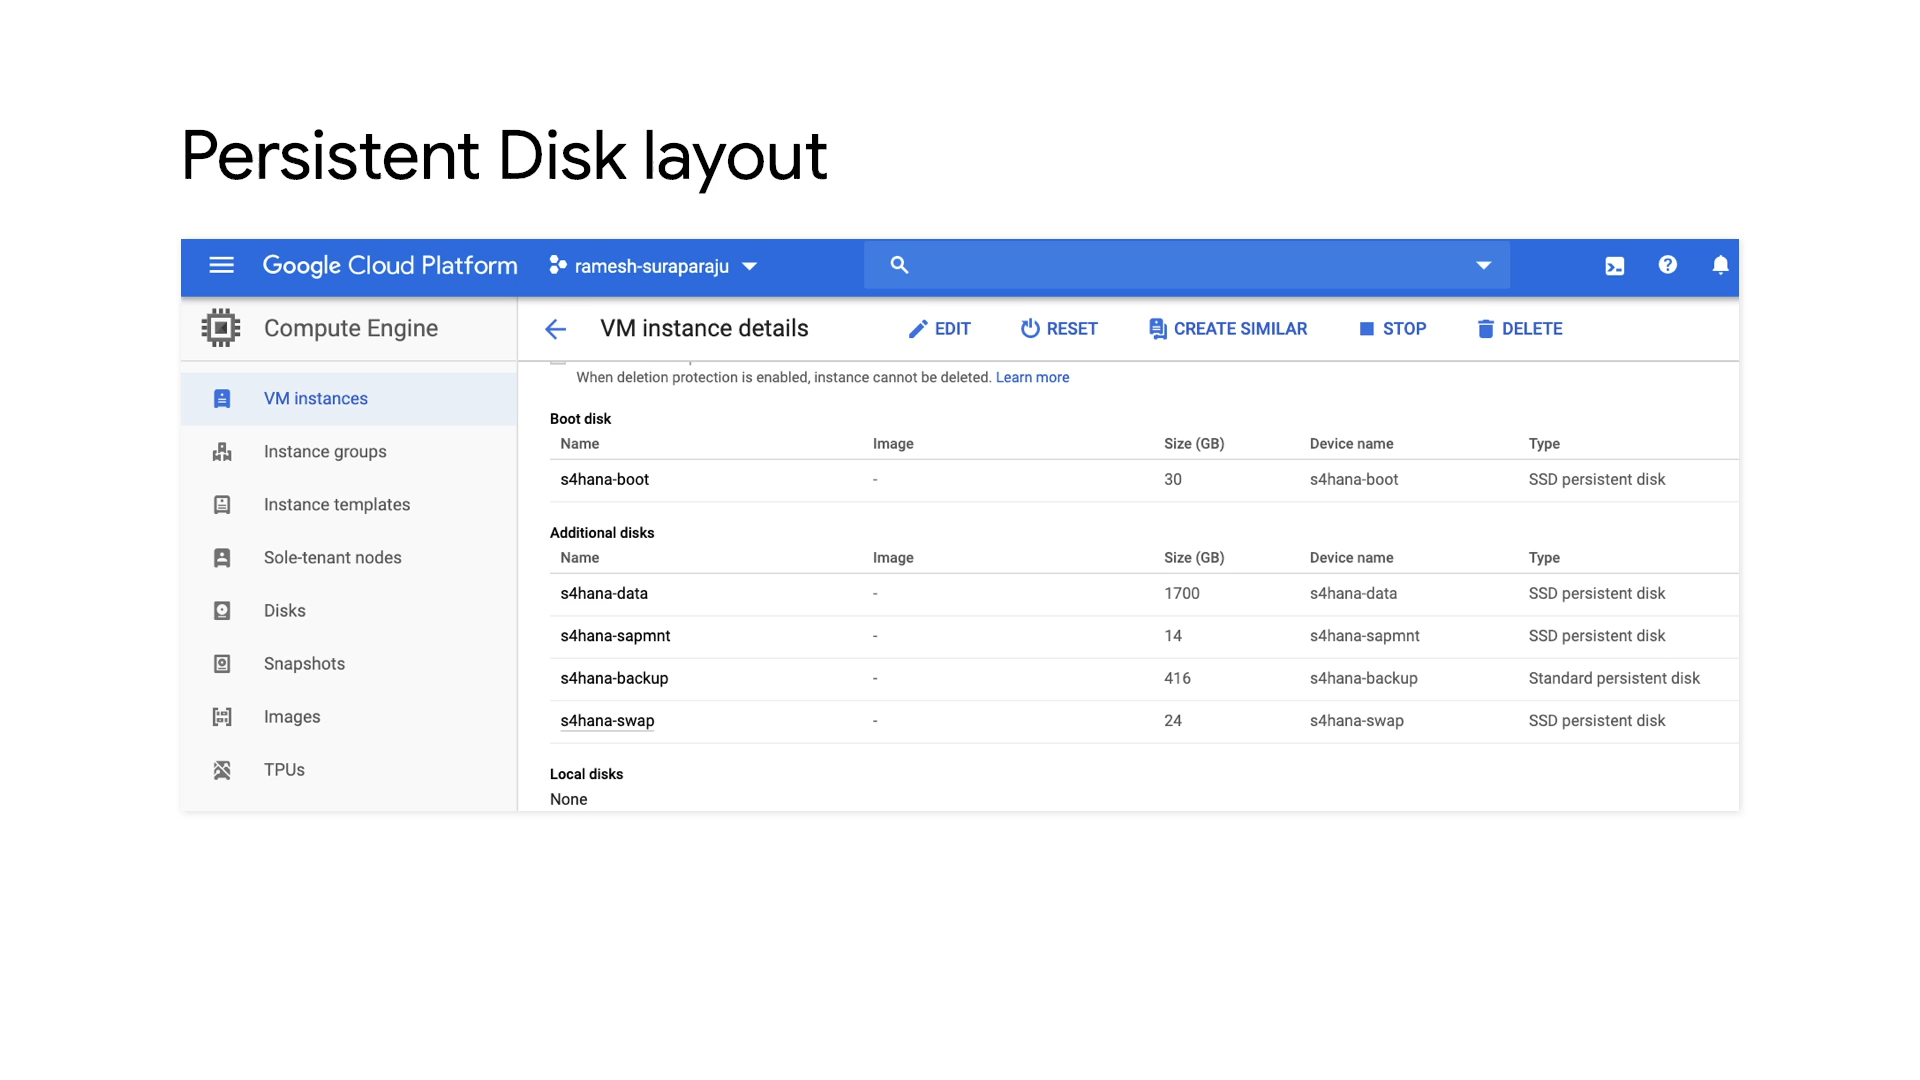 Persistent Disk layout
Google Cloud Platform ramesh-suraparaju
Compute Engine
VM instance details EDIT RESET CREATE SIMILAR STOP DELETE
VM instances
Instance groups
Instance templates
Sole-tenant nodes
Disks
Snapshots
Images
TPUs
When deletion protection is enabled, instance cannot be deleted. Learn more
Boot disk
Name Image Size (GB) Device name Type
s4hana-boot - 30 s4hana-boot SSD persistent disk
Additional disks
Name Image Size (GB) Device name Type
s4hana-data - 1700 s4hana-data SSD persistent disk
s4hana-sapmnt - 14 s4hana-sapmnt SSD persistent disk
s4hana-backup - 416 s4hana-backup Standard persistent disk
s4hana-swap - 24 s4hana-swap SSD persistent disk
Local disks
None